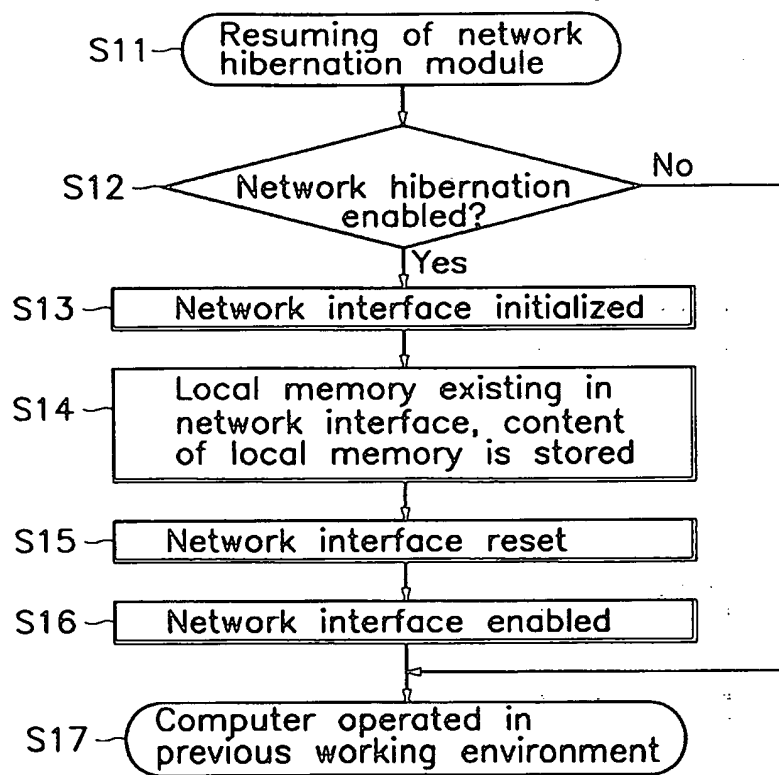 S11
Resuming of network
hibernation module
S12
Network hibernation
enabled?
No
Yes
S13
Network interface initialized
S14
Local memory existing in
network interface, content
of local memory is stored
S15
Network interface reset
S16
Network interface enabled
S17
Computer operated in
previous working environment